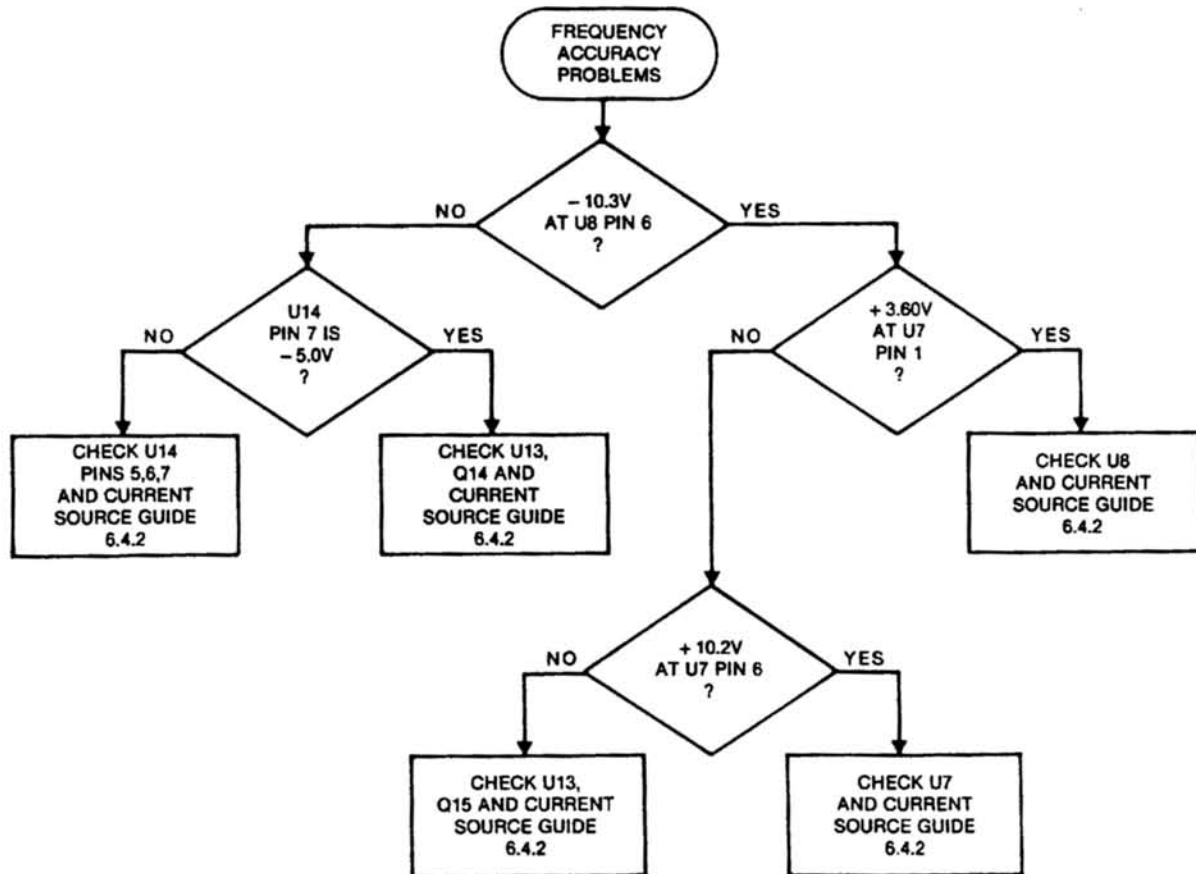 FREQUENCY
ACCURACY
PROBLEMS
– 10.3V
AT U8 PIN 6
?
NO
YES
U14
PIN 7 IS
– 5.0V
?
NO
YES
+ 3.60V
AT U7
PIN 1
?
NO
YES
CHECK U14
PINS 5,6,7
AND CURRENT
SOURCE GUIDE
6.4.2
CHECK U13,
Q14 AND
CURRENT
SOURCE GUIDE
6.4.2
CHECK U8
AND CURRENT
SOURCE GUIDE
6.4.2
+ 10.2V
AT U7 PIN 6
?
NO
YES
CHECK U13,
Q15 AND CURRENT
SOURCE GUIDE
6.4.2
CHECK U7
AND CURRENT
SOURCE GUIDE
6.4.2